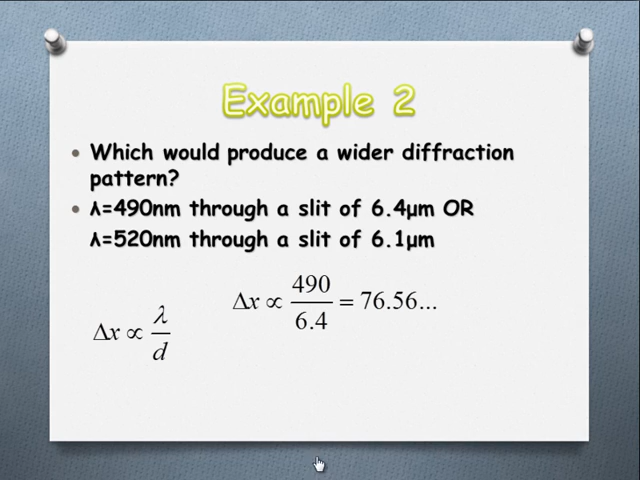 Example 2
• Which would produce a wider diffraction
pattern?
• λ=490nm through a slit of 6.4μm OR
λ=520nm through a slit of 6.1μm
Δx ∝ λ/d
Δx ∝ 490/6.4 = 76.56...